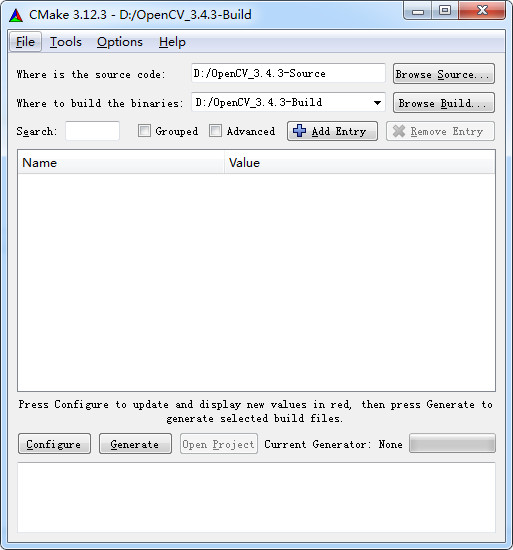 CMake 3.12.3 - D:/OpenCV_3.4.3-Build
File Tools Options Help
Where is the source code: D:/OpenCV_3.4.3-Source Browse Source...
Where to build the binaries: D:/OpenCV_3.4.3-Build Browse Build...
Search: Grouped Advanced Add Entry Remove Entry
Name Value
Press Configure to update and display new values in red, then press Generate to
generate selected build files.
Configure Generate Open Project Current Generator: None